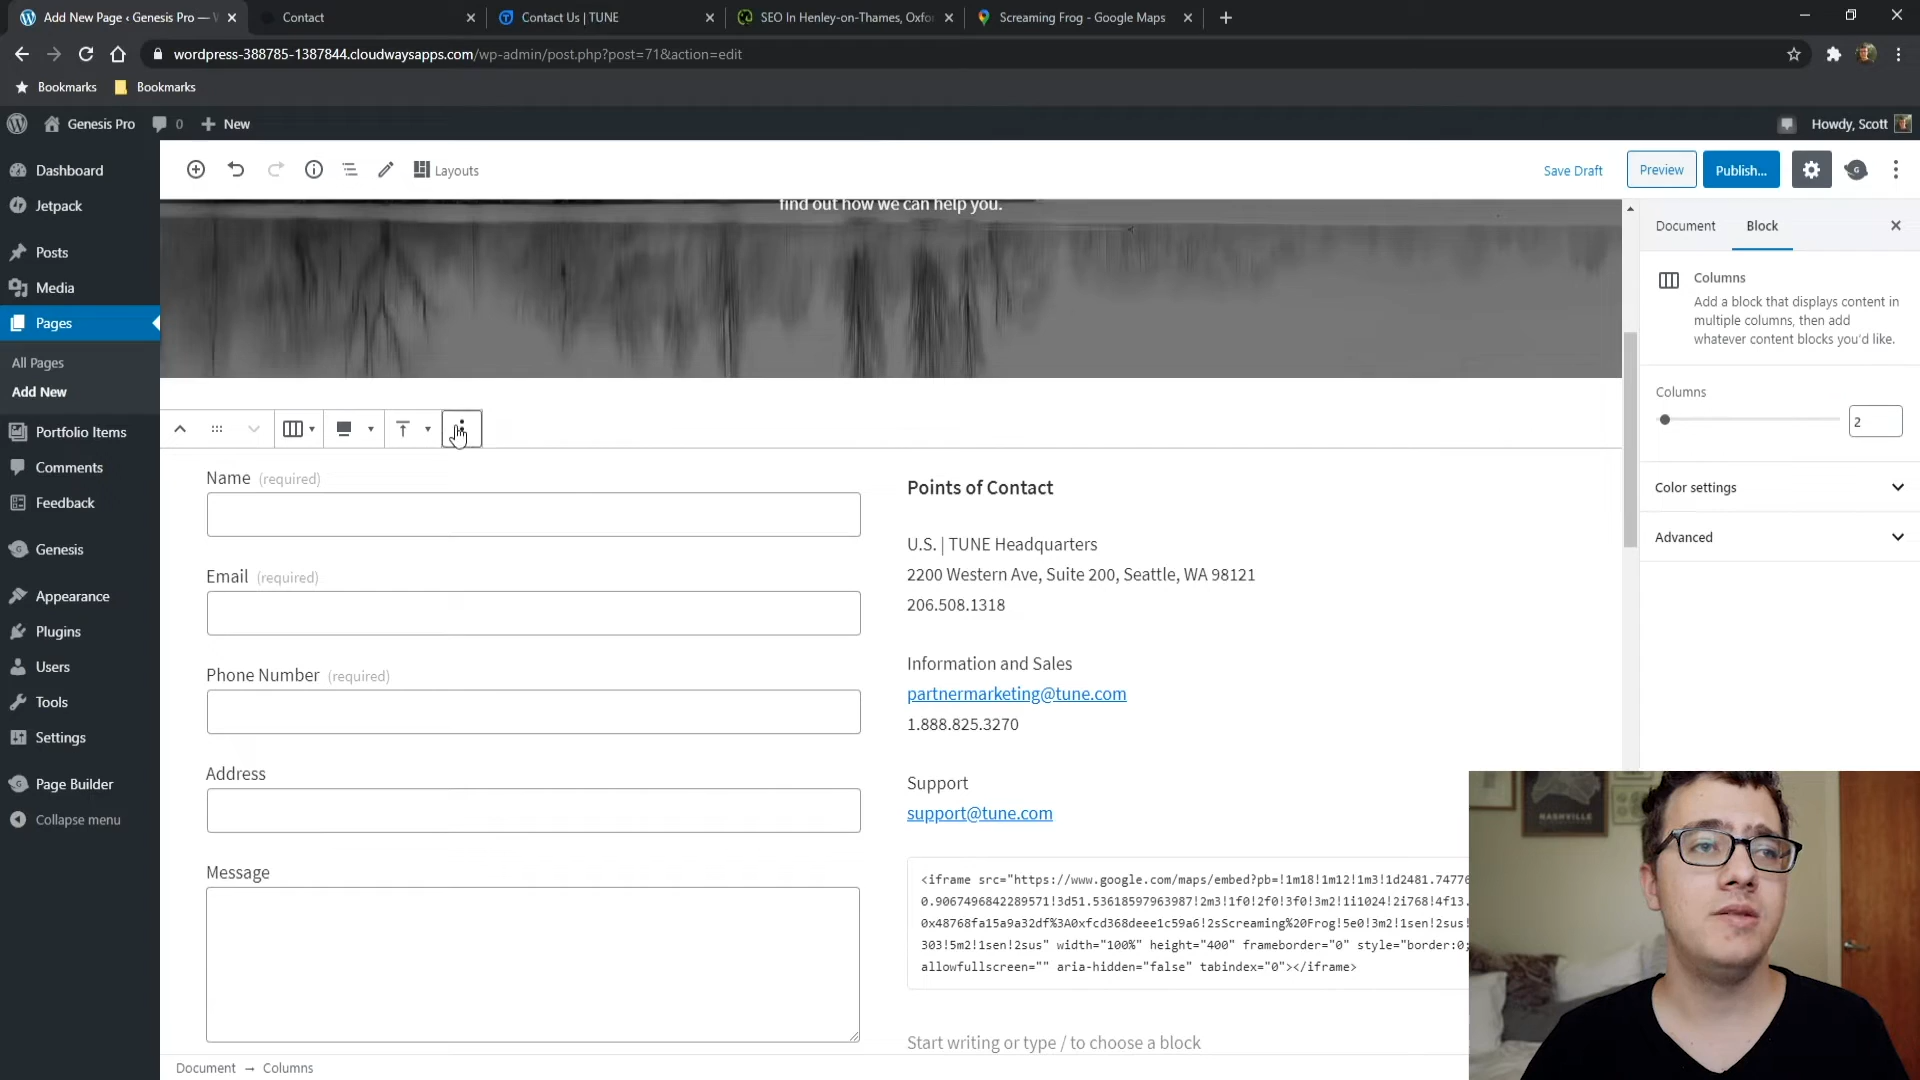 Add New Page ‹ Genesis Pro —
Contact
Contact Us | TUNE
SEO In Henley-on-Thames, Oxfo
Screaming Frog - Google Maps
wordpress-388785-1387844.cloudwaysapps.com/wp-admin/post.php?post=71&action=edit
Bookmarks
Bookmarks
Genesis Pro
0
New
Howdy, Scott
Dashboard
Jetpack
Posts
Media
Pages
All Pages
Add New
Portfolio Items
Comments
Feedback
Genesis
Appearance
Plugins
Users
Tools
Settings
Page Builder
Collapse menu
Layouts
Save Draft
Preview
Publish...
find out how we can help you.
Name (required)
Email (required)
Phone Number (required)
Address
Message
Points of Contact
U.S. | TUNE Headquarters
2200 Western Ave, Suite 200, Seattle, WA 98121
206.508.1318
Information and Sales
partnermarketing@tune.com
1.888.825.3270
Support
support@tune.com
<iframe src="https://www.google.com/maps/embed?pb=!1m18!1m12!1m3!1d2481.74776
0.9067496842289571!3d51.53618597963987!2m3!1f0!2f0!3f0!3m2!1i1024!2i768!4f13.
0x48768fa15a9a32df%3A0xfcd368deee1c59a6!2sScreaming%20Frog!5e0!3m2!1sen!2sus!
303!5m2!1sen!2sus" width="100%" height="400" frameborder="0" style="border:0;
allowfullscreen="" aria-hidden="false" tabindex="0"></iframe>
Start writing or type / to choose a block
Document → Columns
Document
Block
Columns
Add a block that displays content in
multiple columns, then add
whatever content blocks you'd like.
Columns
2
Color settings
Advanced
NASHVILLE